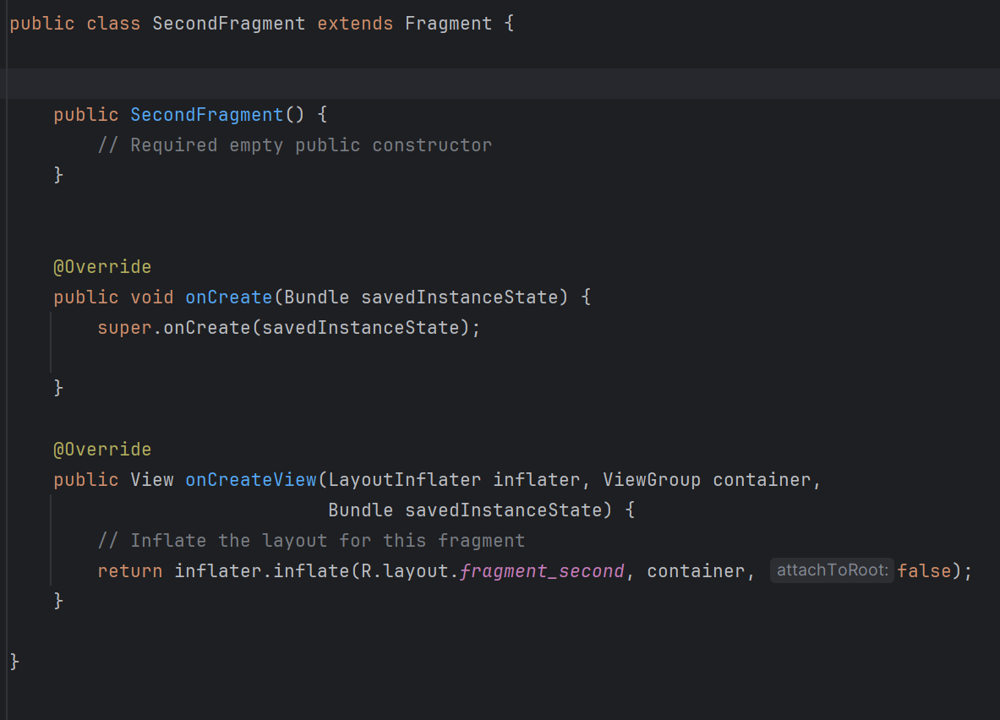 public class SecondFragment extends Fragment {
public SecondFragment() {
// Required empty public constructor
}
@Override
public void onCreate(Bundle savedInstanceState) {
super.onCreate(savedInstanceState);
}
@Override
public View onCreateView(LayoutInflater inflater, ViewGroup container,
Bundle savedInstanceState) {
// Inflate the layout for this fragment
return inflater.inflate(R.layout.fragment_second, container, attachToRoot: false);
}
}